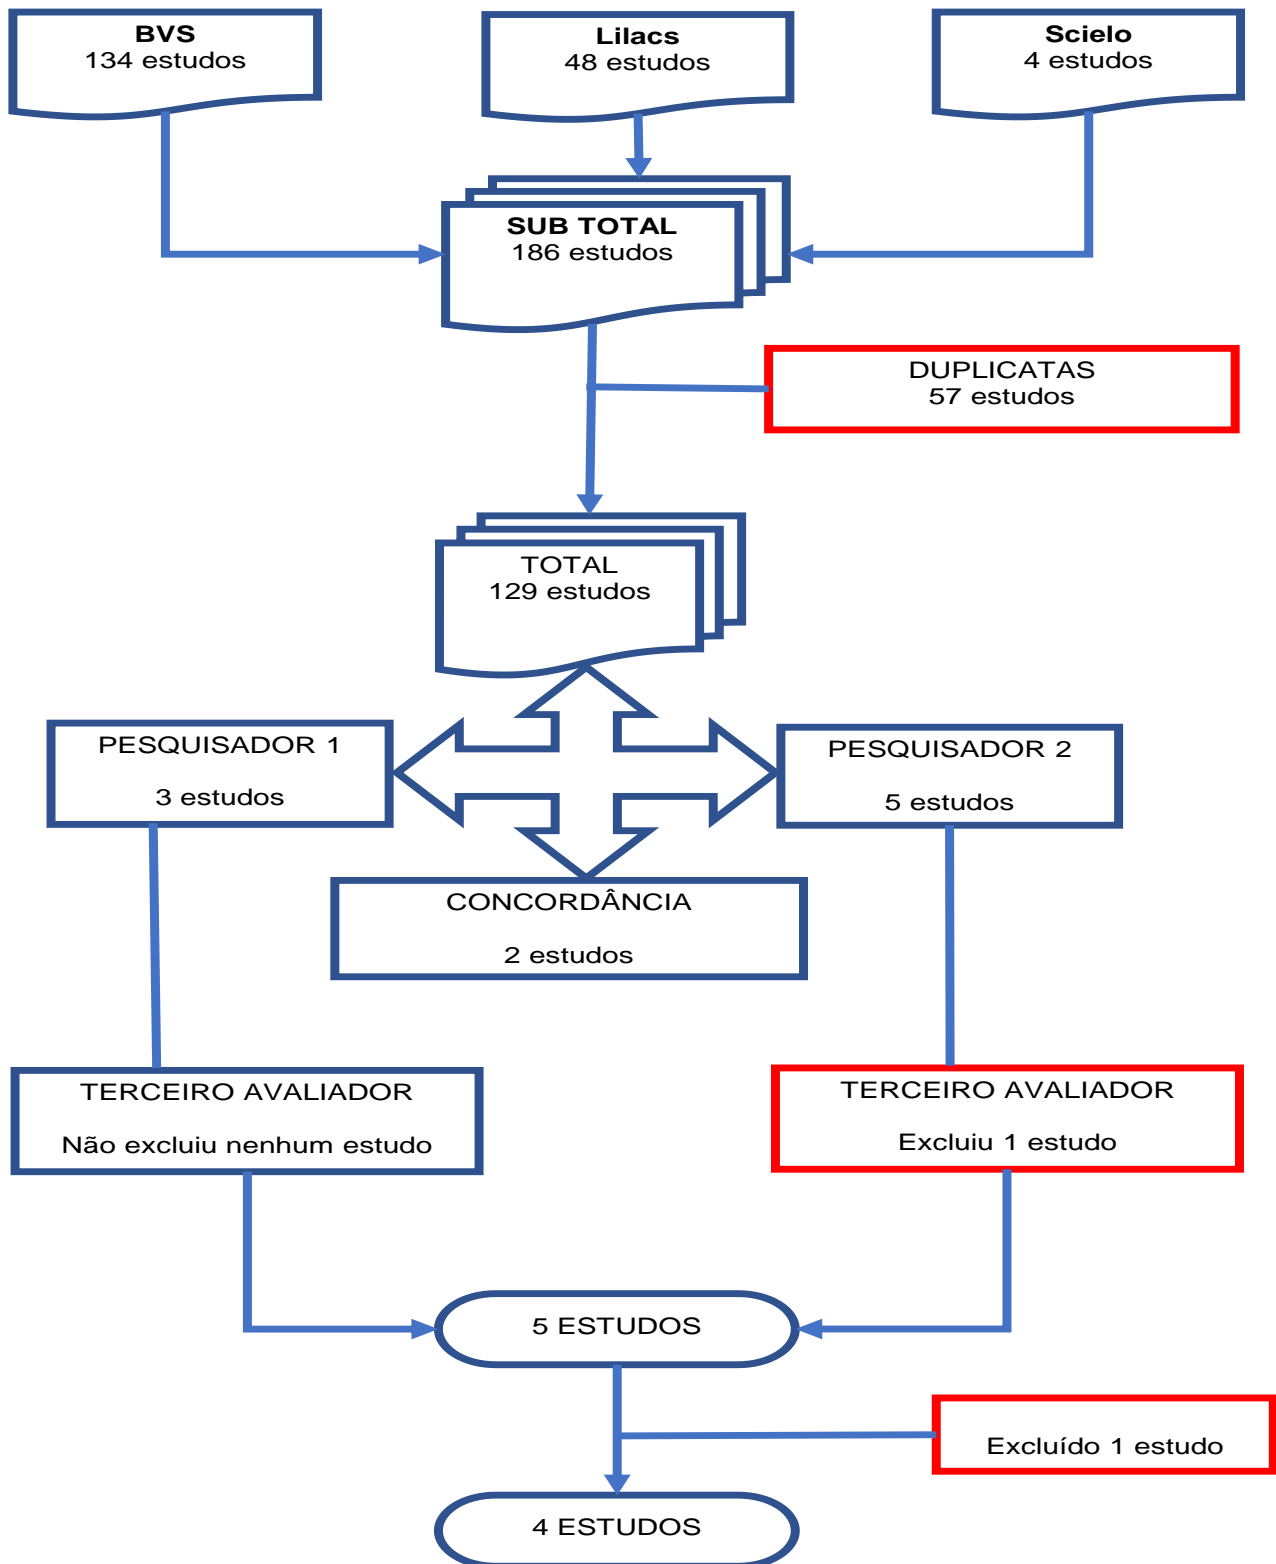 BVS
134 estudos
Lilacs
48 estudos
Scielo
4 estudos
SUB TOTAL
186 estudos
DUPLICATAS
57 estudos
TOTAL
129 estudos
PESQUISADOR 1
3 estudos
PESQUISADOR 2
5 estudos
CONCORDÂNCIA
2 estudos
TERCEIRO AVALIADOR
Não excluiu nenhum estudo
TERCEIRO AVALIADOR
Excluiu 1 estudo
5 ESTUDOS
Excluído 1 estudo
4 ESTUDOS